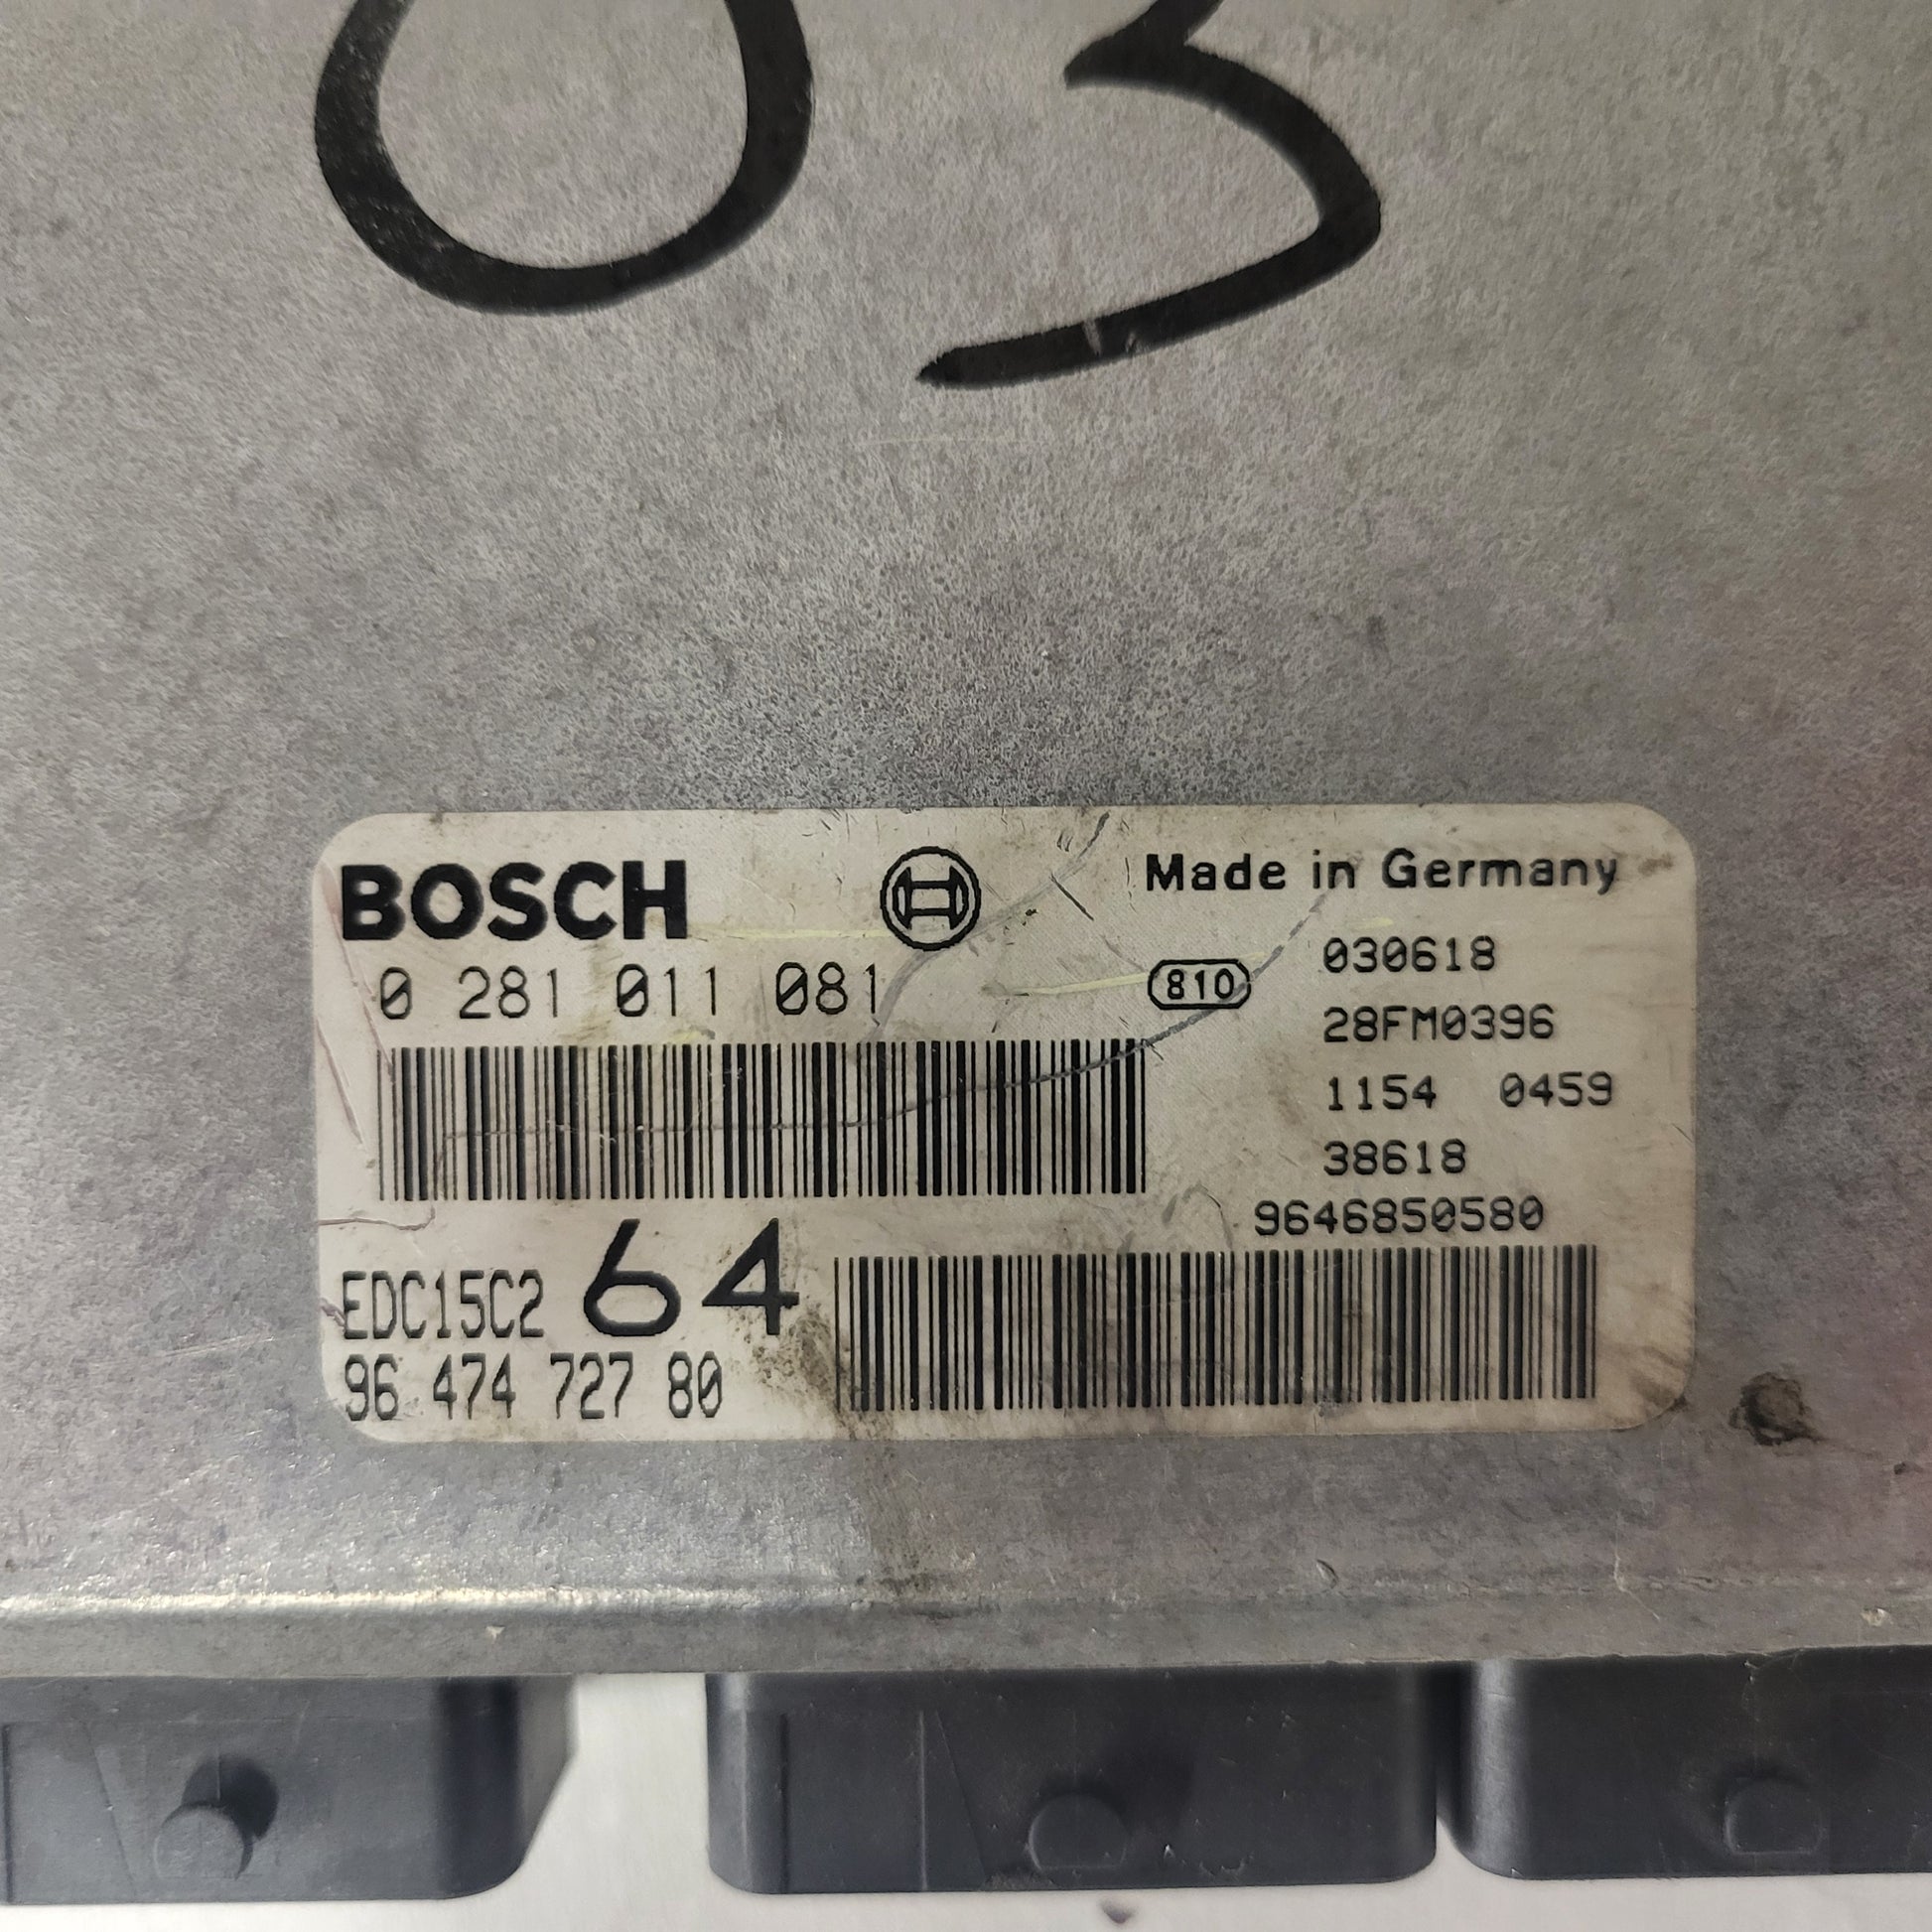 03
BOSCH
Made in Germany
0 281 011 081
810
030618
28FM0396
1154 0459
38618
9646850580
EDC15C2 64
96 474 727 80